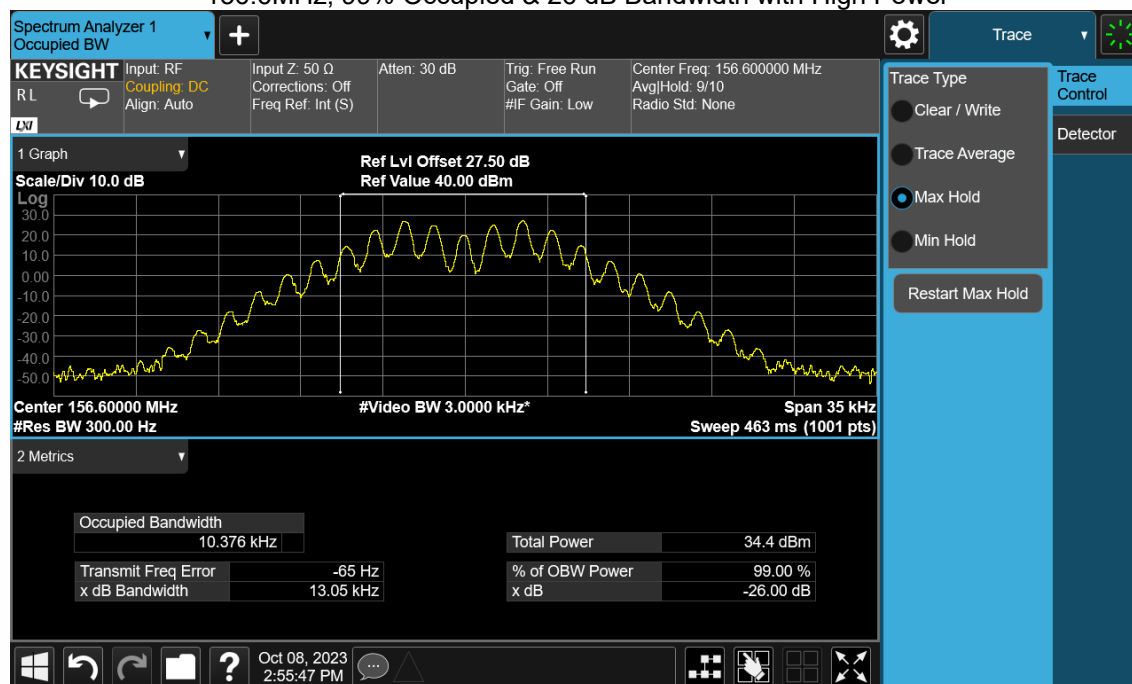 Spectrum Analyzer 1
Occupied BW
Trace
KEYSIGHT
R L
LXI
Input: RF
Coupling: DC
Align: Auto
Input Z: 50 Ω
Corrections: Off
Freq Ref: Int (S)
Atten: 30 dB
Trig: Free Run
Gate: Off
#IF Gain: Low
Center Freq: 156.600000 MHz
Avg|Hold: 9/10
Radio Std: None
1 Graph
Ref Lvl Offset 27.50 dB
Scale/Div 10.0 dB
Ref Value 40.00 dBm
Log
30.0
20.0
10.0
0.00
-10.0
-20.0
-30.0
-40.0
-50.0
Center 156.60000 MHz
#Video BW 3.0000 kHz*
Span 35 kHz
#Res BW 300.00 Hz
Sweep 463 ms (1001 pts)
2 Metrics
Occupied Bandwidth
10.376 kHz
Total Power 34.4 dBm
Transmit Freq Error -65 Hz
% of OBW Power 99.00 %
x dB Bandwidth 13.05 kHz
x dB -26.00 dB
Trace Type
Clear / Write
Trace Average
Max Hold
Min Hold
Restart Max Hold
Trace
Control
Detector
?
Oct 08, 2023
2:55:47 PM